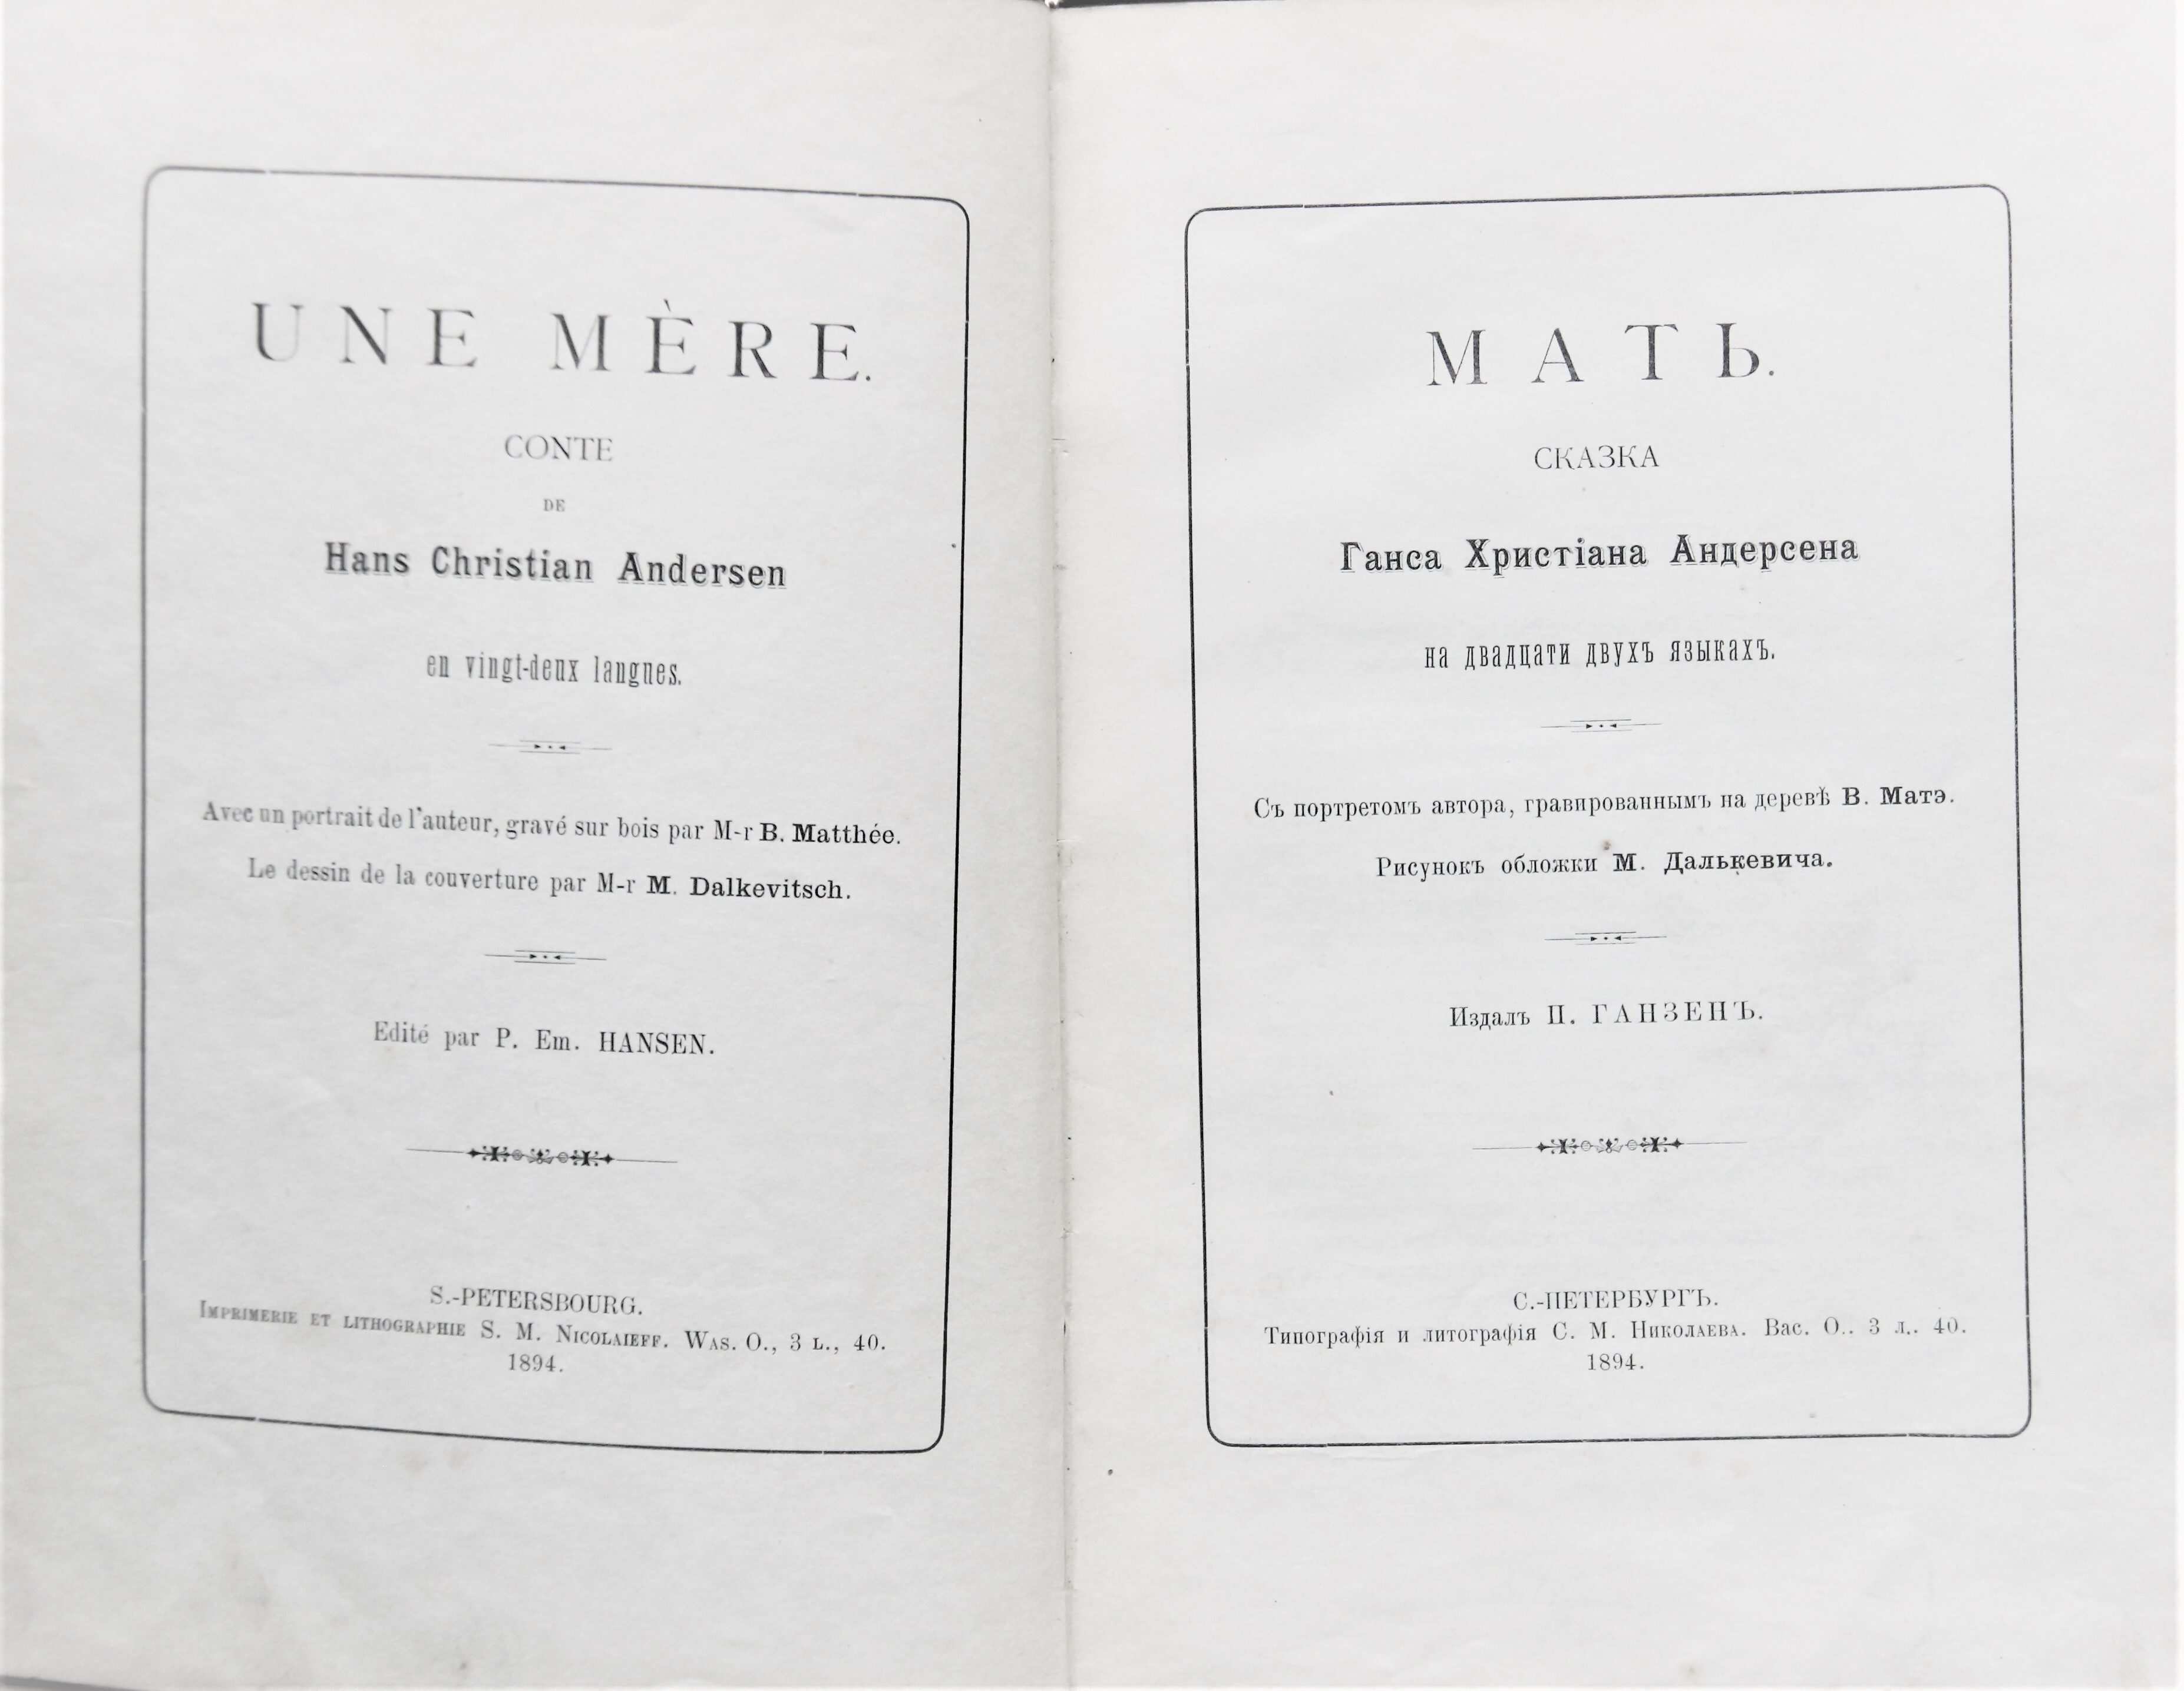 UNE MÈRE.
CONTE
DE
Hans Christian Andersen
en vingt-deux langues.
Avec un portrait de l'auteur, gravé sur bois par M-r B. Matthée.
Le dessin de la couverture par M-r M. Dalkevitsch.
Edité par P. Em. HANSEN.
S.-PETERSBOURG.
IMPRIMERIE ET LITHOGRAPHIE S. M. NICOLAIEFF. WAS. O., 3 L., 40.
1894.
МАТЬ.
СКАЗКА
Ганса Христіана Андерсена
на двадцати двухъ языкахъ.
Съ портретомъ автора, гравированнымъ на деревѣ В. Матэ.
Рисунокъ обложки М. Далькевича.
Издалъ П. ГАНЗЕНЪ.
С.-ПЕТЕРБУРГЪ.
Типографія и литографія С. М. НИКОЛАЕВА. Вас. О., 3 л., 40.
1894.